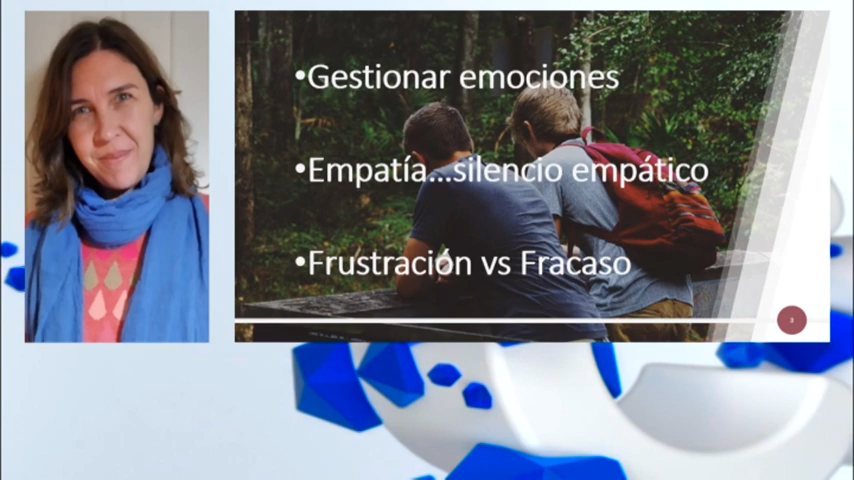 •Gestionar emociones
•Empatía...silencio empático
•Frustración vs Fracaso
3